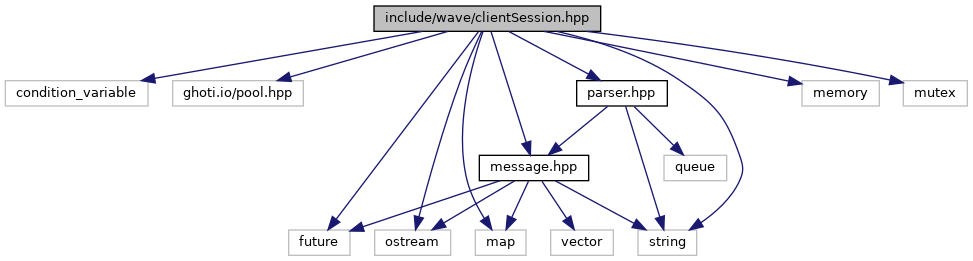 include/wave/clientSession.hpp
condition_variable
ghoti.io/pool.hpp
parser.hpp
memory
mutex
message.hpp
queue
future
ostream
map
vector
string